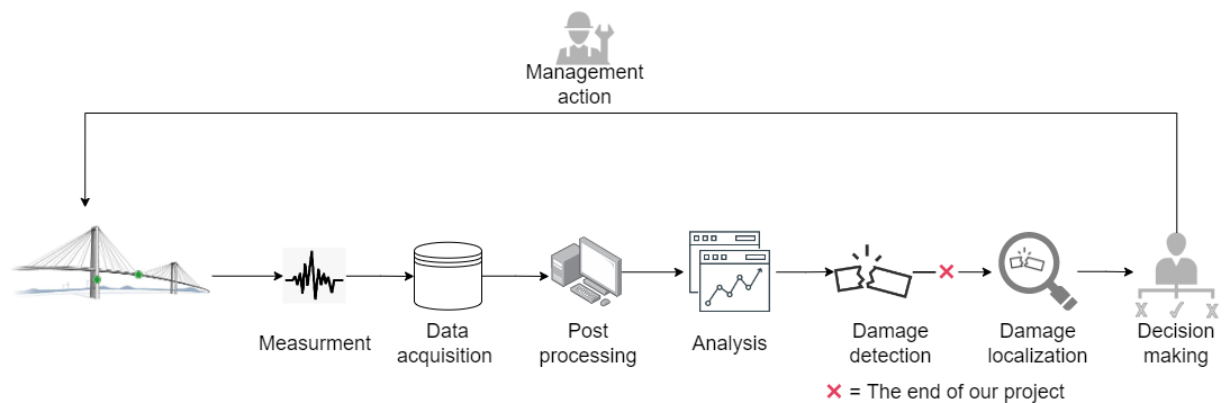 Management
action
Measurment
Data
acquisition
Post
processing
Analysis
Damage
detection
Damage
localization
Decision
making
X ✓ X
✕ = The end of our project